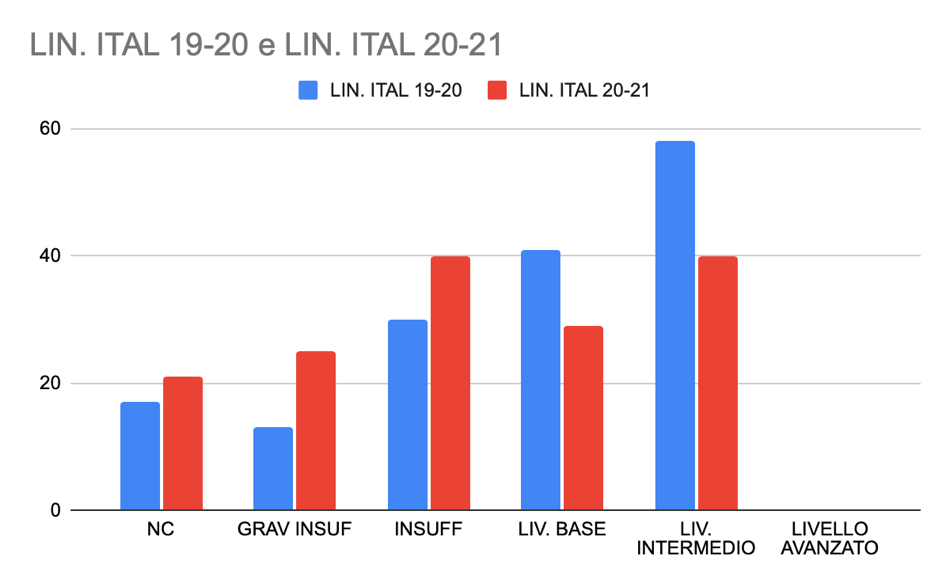 LIN. ITAL 19-20 e LIN. ITAL 20-21
LIN. ITAL 19-20 LIN. ITAL 20-21
60
40
20
0
NC GRAV INSUF INSUFF LIV. BASE LIV. LIVELLO
INTERMEDIO AVANZATO